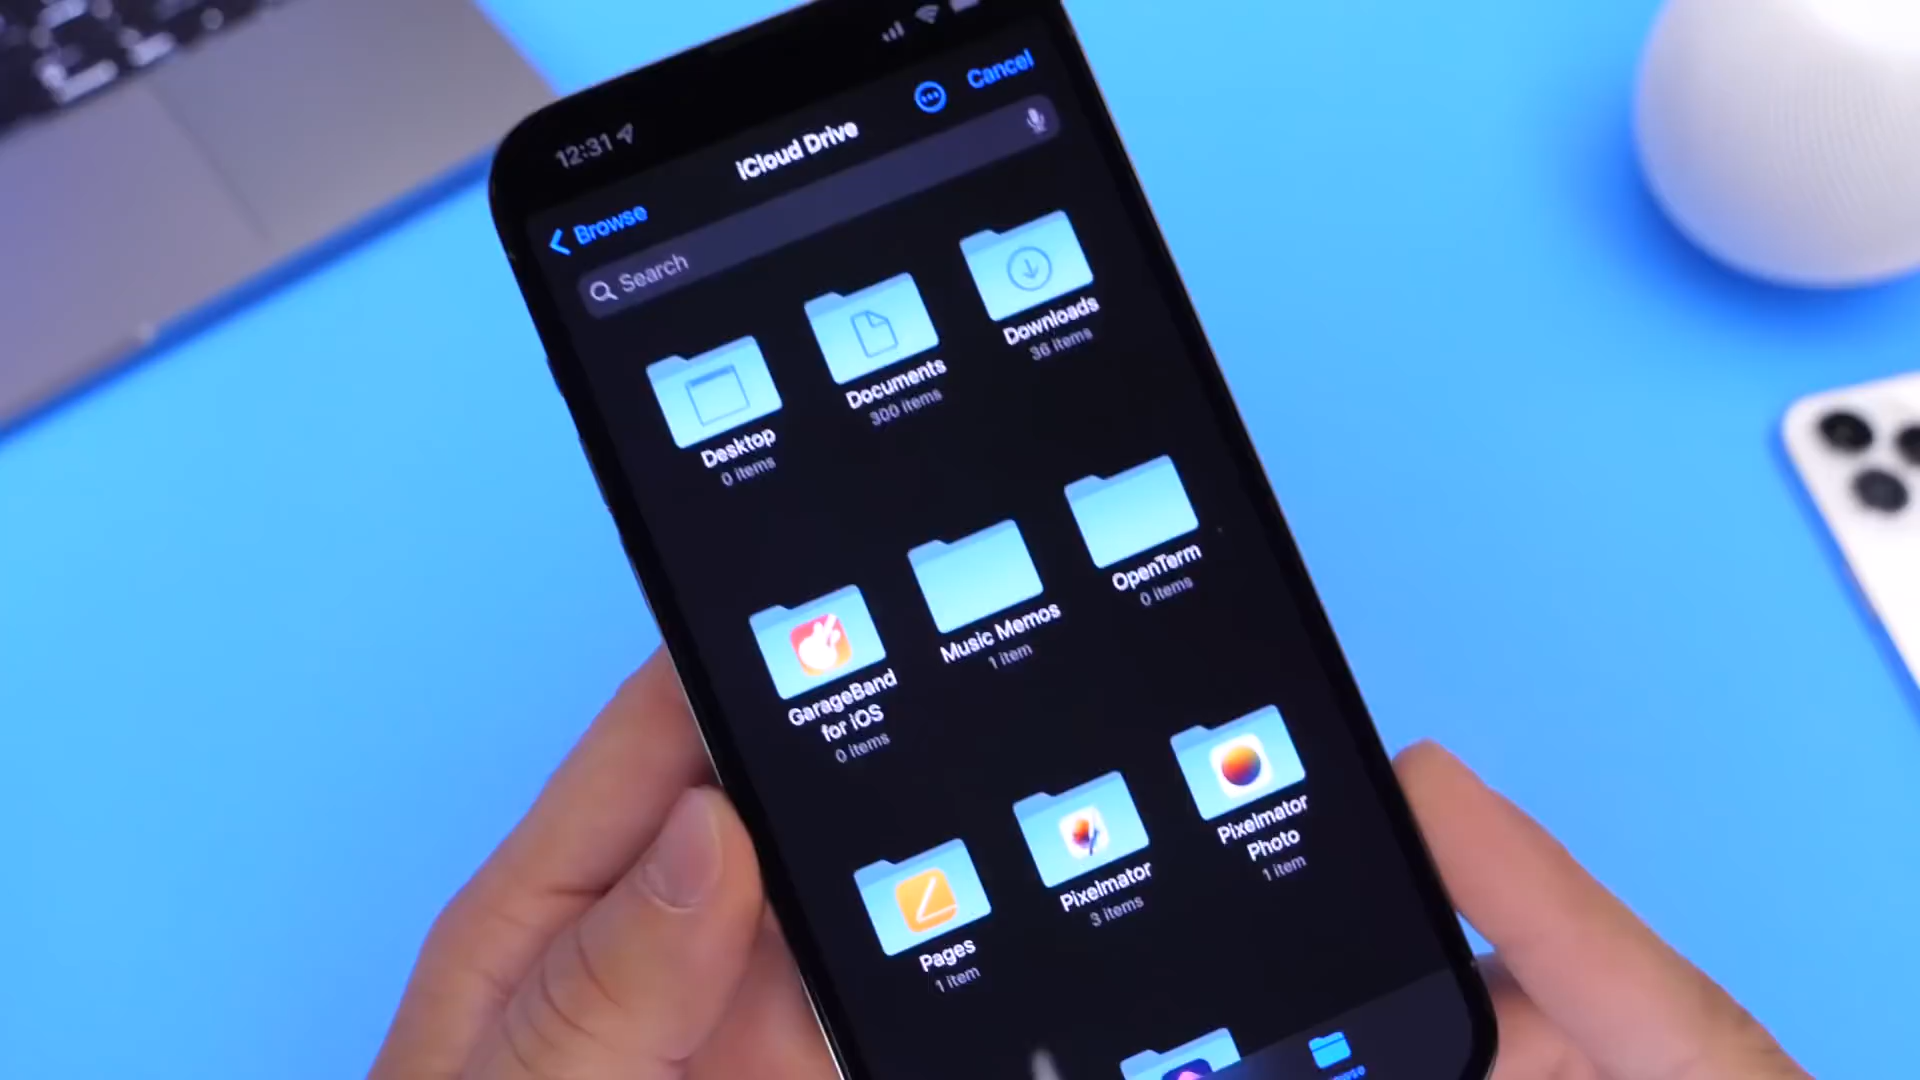 12:31
Cancel
iCloud Drive
Browse
Search
Desktop
0 items
Documents
300 items
Downloads
36 items
GarageBand
for iOS
0 items
Music Memos
1 item
OpenTerm
0 items
Pages
1 item
Pixelmator
3 items
Pixelmator
Photo
1 item